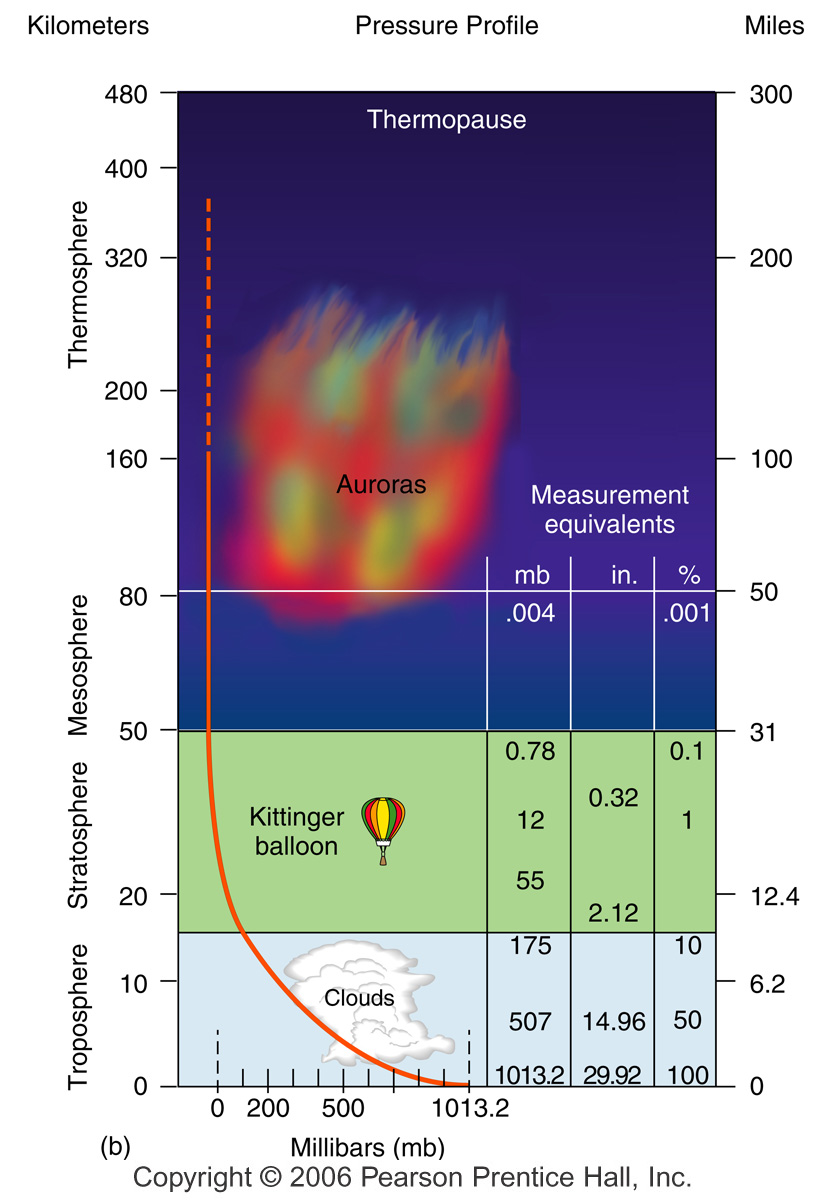 Kilometers Pressure Profile Miles
480 300
Thermopause
400
Thermosphere
320 200
200
160 100
Auroras
Measurement
equivalents
mb in. %
80 50
.004 .001
Mesosphere
50 31
0.78 0.1
0.32
Kittinger
balloon
12 1
Stratosphere
55
20 12.4
2.12
175 10
10 6.2
Clouds
Troposphere
507 14.96 50
1013.2 29.92 100
0 0
0 200 500 1013.2
(b) Millibars (mb)
Copyright © 2006 Pearson Prentice Hall, Inc.